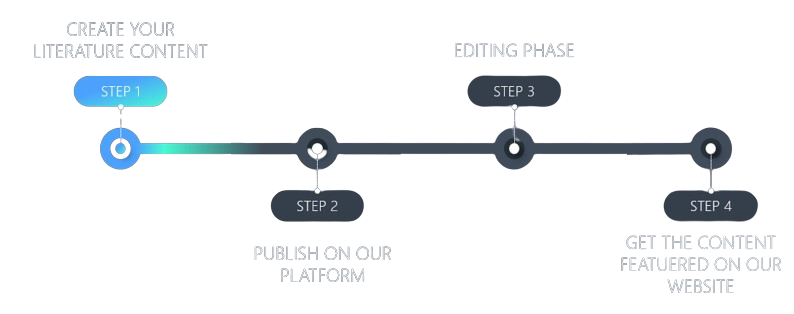 CREATE YOUR
LITERATURE CONTENT
STEP 1
STEP 2
PUBLISH ON OUR
PLATFORM
EDITING PHASE
STEP 3
STEP 4
GET THE CONTENT
FEATUERED ON OUR
WEBSITE